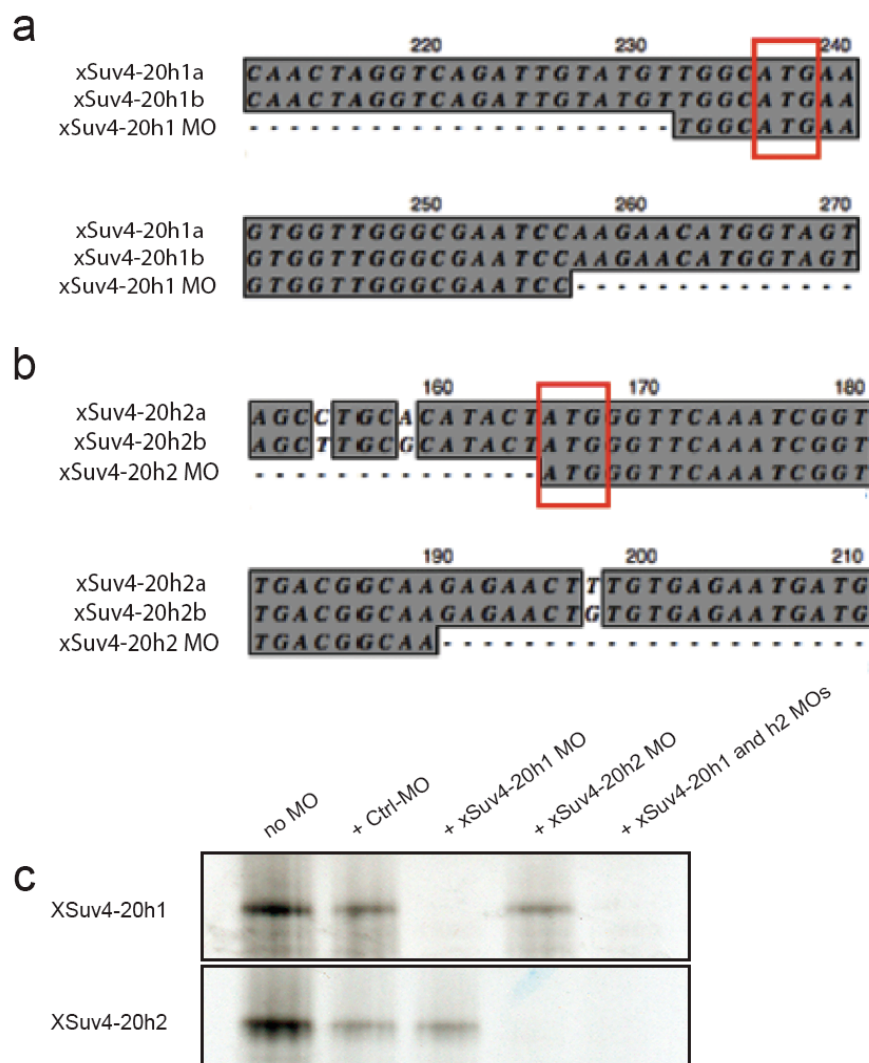 a
220 230 240
xSuv4-20h1a CAACTAGGTCAGATTGTATGTTGGCATGAA
xSuv4-20h1b CAACTAGGTCAGATTGTATGTTGGCATGAA
xSuv4-20h1 MO - - - - - - - - - - - - - - - - - - - - - TGGCATGAA
250 260 270
xSuv4-20h1a GTGGTTGGGCGAATCCAAGAACATGGTAGT
xSuv4-20h1b GTGGTTGGGCGAATCCAAGAACATGGTAGT
xSuv4-20h1 MO GTGGTTGGGCGAATCC - - - - - - - - - - - - - -
b
160 170 180
xSuv4-20h2a AGCCTGCACATACTATGGGTTCAAATCGGT
xSuv4-20h2b AGCTTGCGCATACTATGGGTTCAAATCGGT
xSuv4-20h2 MO - - - - - - - - - - - - - - ATGGGTTCAAATCGGT
190 200 210
xSuv4-20h2a TGACGGCAAGAGAACTTTGTGAGAATGATG
xSuv4-20h2b TGACGGCAAGAGAACTGTGTGAGAATGATG
xSuv4-20h2 MO TGACGGCAA - - - - - - - - - - - - - - - - - - - - -
no MO
+ Ctrl-MO
+ xSuv4-20h1 MO
+ xSuv4-20h2 MO
+ xSuv4-20h1 and h2 MOs
c
XSuv4-20h1
XSuv4-20h2